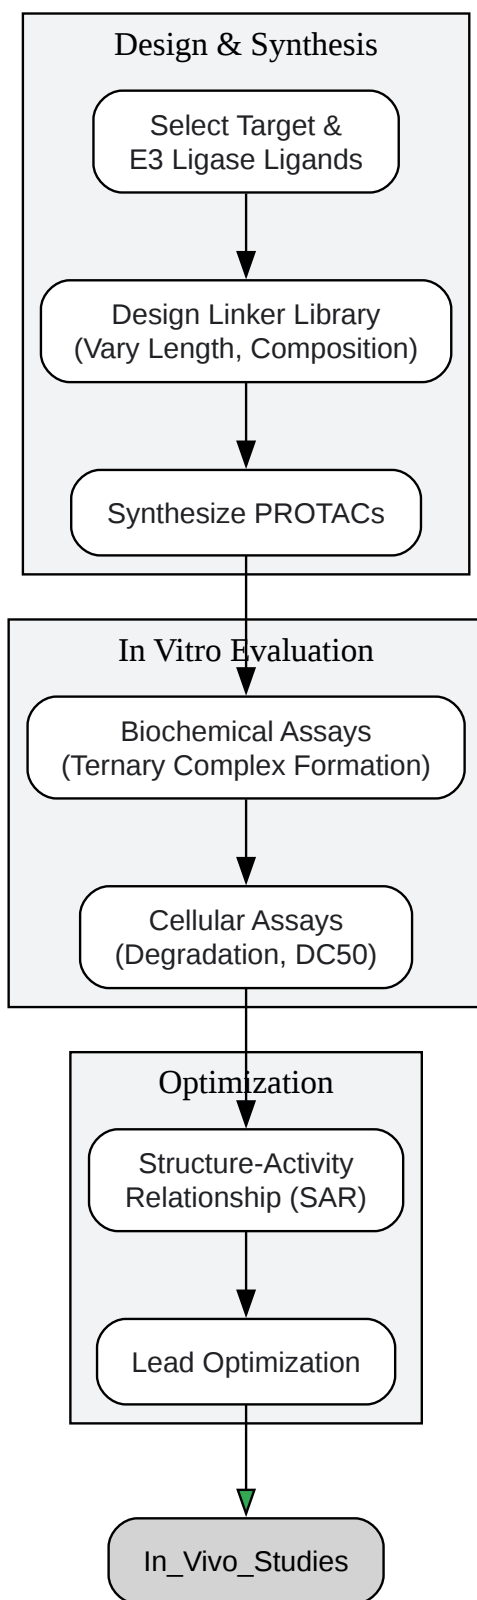 Design & Synthesis
Select Target &
E3 Ligase Ligands
Design Linker Library
(Vary Length, Composition)
Synthesize PROTACs
In Vitro Evaluation
Biochemical Assays
(Ternary Complex Formation)
Cellular Assays
(Degradation, DC50)
Optimization
Structure-Activity
Relationship (SAR)
Lead Optimization
In_Vivo_Studies